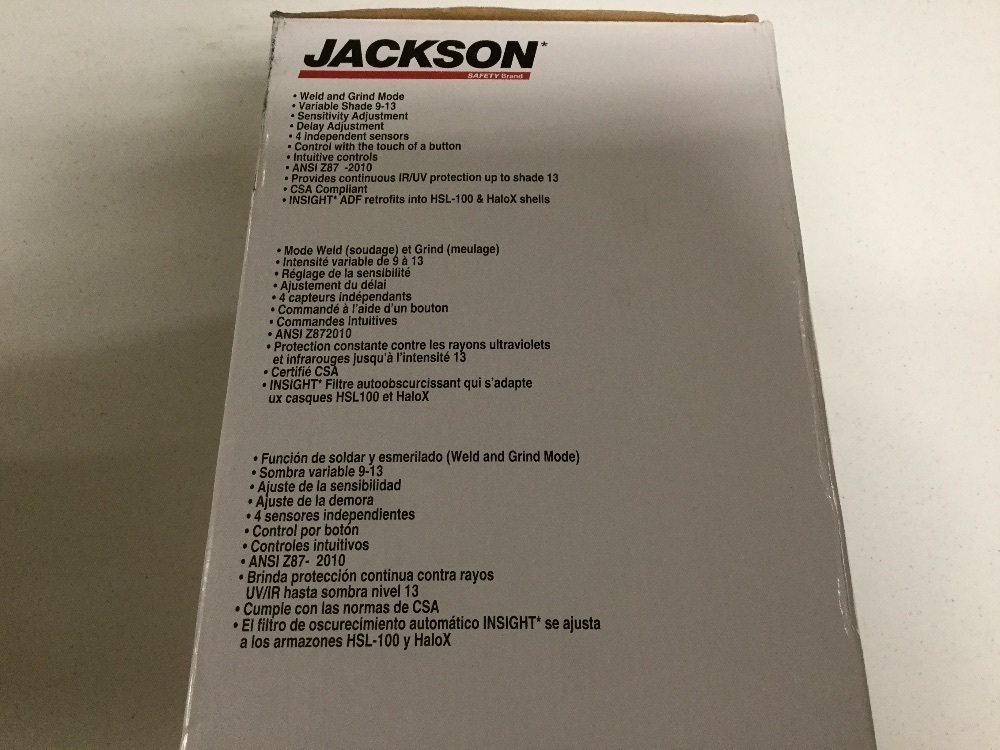 JACKSON*
SAFETY Brand
• Weld and Grind Mode
• Variable Shade 9-13
• Sensitivity Adjustment
• Delay Adjustment
• 4 independent sensors
• Control with the touch of a button
• Intuitive controls
• ANSI Z87 -2010
• Provides continuous IR/UV protection up to shade 13
• CSA Compliant
• INSIGHT* ADF retrofits into HSL-100 & HaloX shells
• Mode Weld (soudage) et Grind (meulage)
• Intensité variable de 9 à 13
• Réglage de la sensibilité
• Ajustement du délai
• 4 capteurs indépendants
• Commandé à l'aide d'un bouton
• Commandes Intuitives
• ANSI Z872010
• Protection constante contre les rayons ultraviolets
et infrarouges jusqu'à l'intensité 13
• Certifié CSA
• INSIGHT* Filtre autoobscurcissant qui s'adapte
ux casques HSL100 et HaloX
• Función de soldar y esmerilado (Weld and Grind Mode)
• Sombra variable 9-13
• Ajuste de la sensibilidad
• Ajuste de la demora
• 4 sensores independientes
• Control por botón
• Controles intuitivos
• ANSI Z87- 2010
• Brinda protección continua contra rayos
UV/IR hasta sombra nivel 13
• Cumple con las normas de CSA
• El filtro de oscurecimiento automático INSIGHT* se ajusta
a los armazones HSL-100 y HaloX